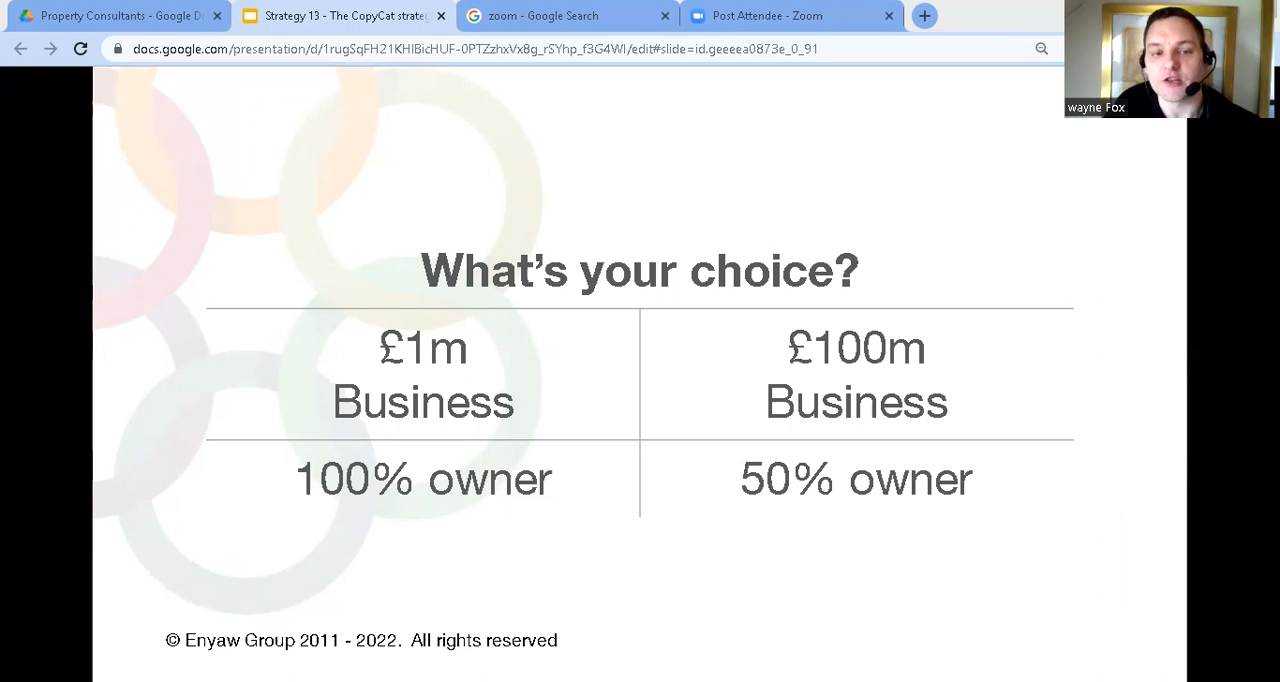 Property Consultants - Google Dr
Strategy 13 - The CopyCat strate
zoom - Google Search
Post Attendee - Zoom
docs.google.com/presentation/d/1rugSqFH21KHIBicHUF-0PTZzhxVx8g_rSYhp_f3G4WI/edit#slide=id.geeeea0873e_0_91
wayne Fox
What's your choice?
£1m Business
£100m Business
100% owner
50% owner
© Enyaw Group 2011 - 2022. All rights reserved